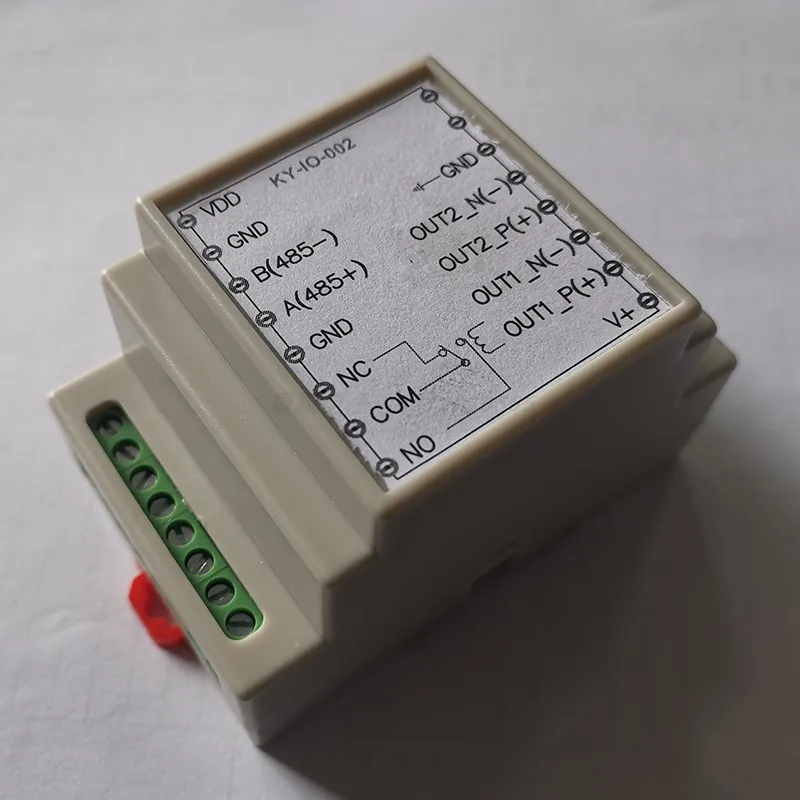 KY-IO-002
VDD
GND
B(485-)
A(485+)
GND
NC
COM
NO
GND
OUT2_N(-)
OUT2_P(+)
OUT1_N(-)
OUT1_P(+)
V+